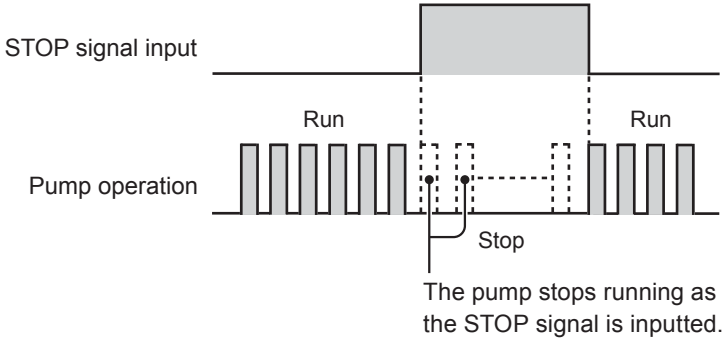 STOP signal input
Run
Run
Pump operation
Stop
The pump stops running as
the STOP signal is inputted.